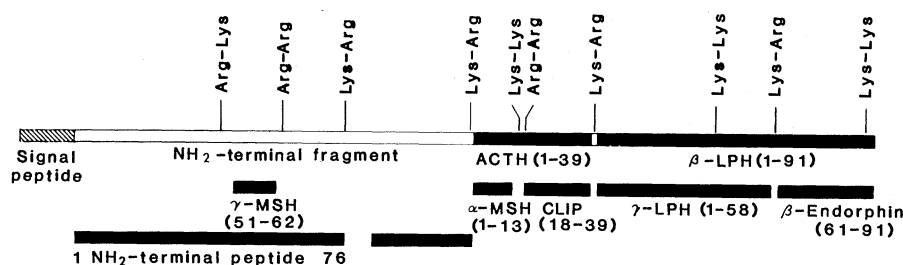 Arg-Lys
Arg-Arg
Lys-Arg
Lys-Arg
Lys-Lys
Arg-Arg
Lys-Arg
Lys-Lys
Lys-Arg
Lys-Lys
Signal
peptide
NH₂-terminal fragment
ACTH (1-39)
β-LPH (1-91)
γ-MSH
(51-62)
α-MSH
(1-13)
CLIP
(18-39)
γ-LPH (1-58)
β-Endorphin
(61-91)
1 NH₂-terminal peptide 76